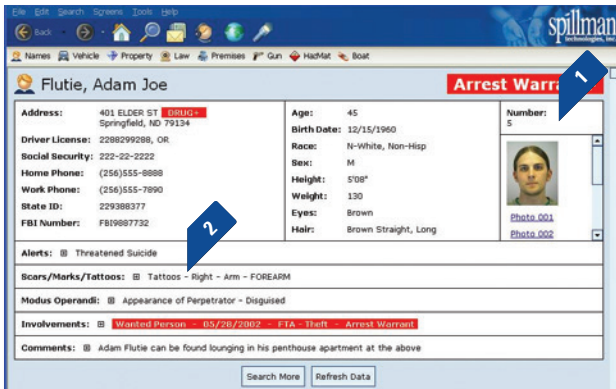 File Edit Search Screens Tools Help
Back
spillman
technologies, inc.
Names Vehicle Property Law Premises Gun HazMat Boat
Flutie, Adam Joe
Arrest
1
Address: 401 ELDER ST DRUG+
Springfield, ND 79134
Driver License: 2288299288, OR
Social Security: 222-22-2222
Home Phone: (256)555-8888
Work Phone: (256)555-7890
State ID: 229388377
FBI Number: FBI9887732
Age: 45
Birth Date: 12/15/1960
Race: N-White, Non-Hisp
Sex: M
Height: 5'08"
Weight: 130
Eyes: Brown
Hair: Brown Straight, Long
Number:
5
Photo 001
Photo 002
2
Alerts: Threatened Suicide
Scars/Marks/Tattoos: Tattoos - Right - Arm - FOREARM
Modus Operandi: Appearance of Perpetrator - Disguised
Involvements: Wanted Person - 05/20/2002 - FTA - Theft - Arrest Warrant
Comments: Adam Flutie can be found lounging in his penthouse apartment at the above
Search More Refresh Data